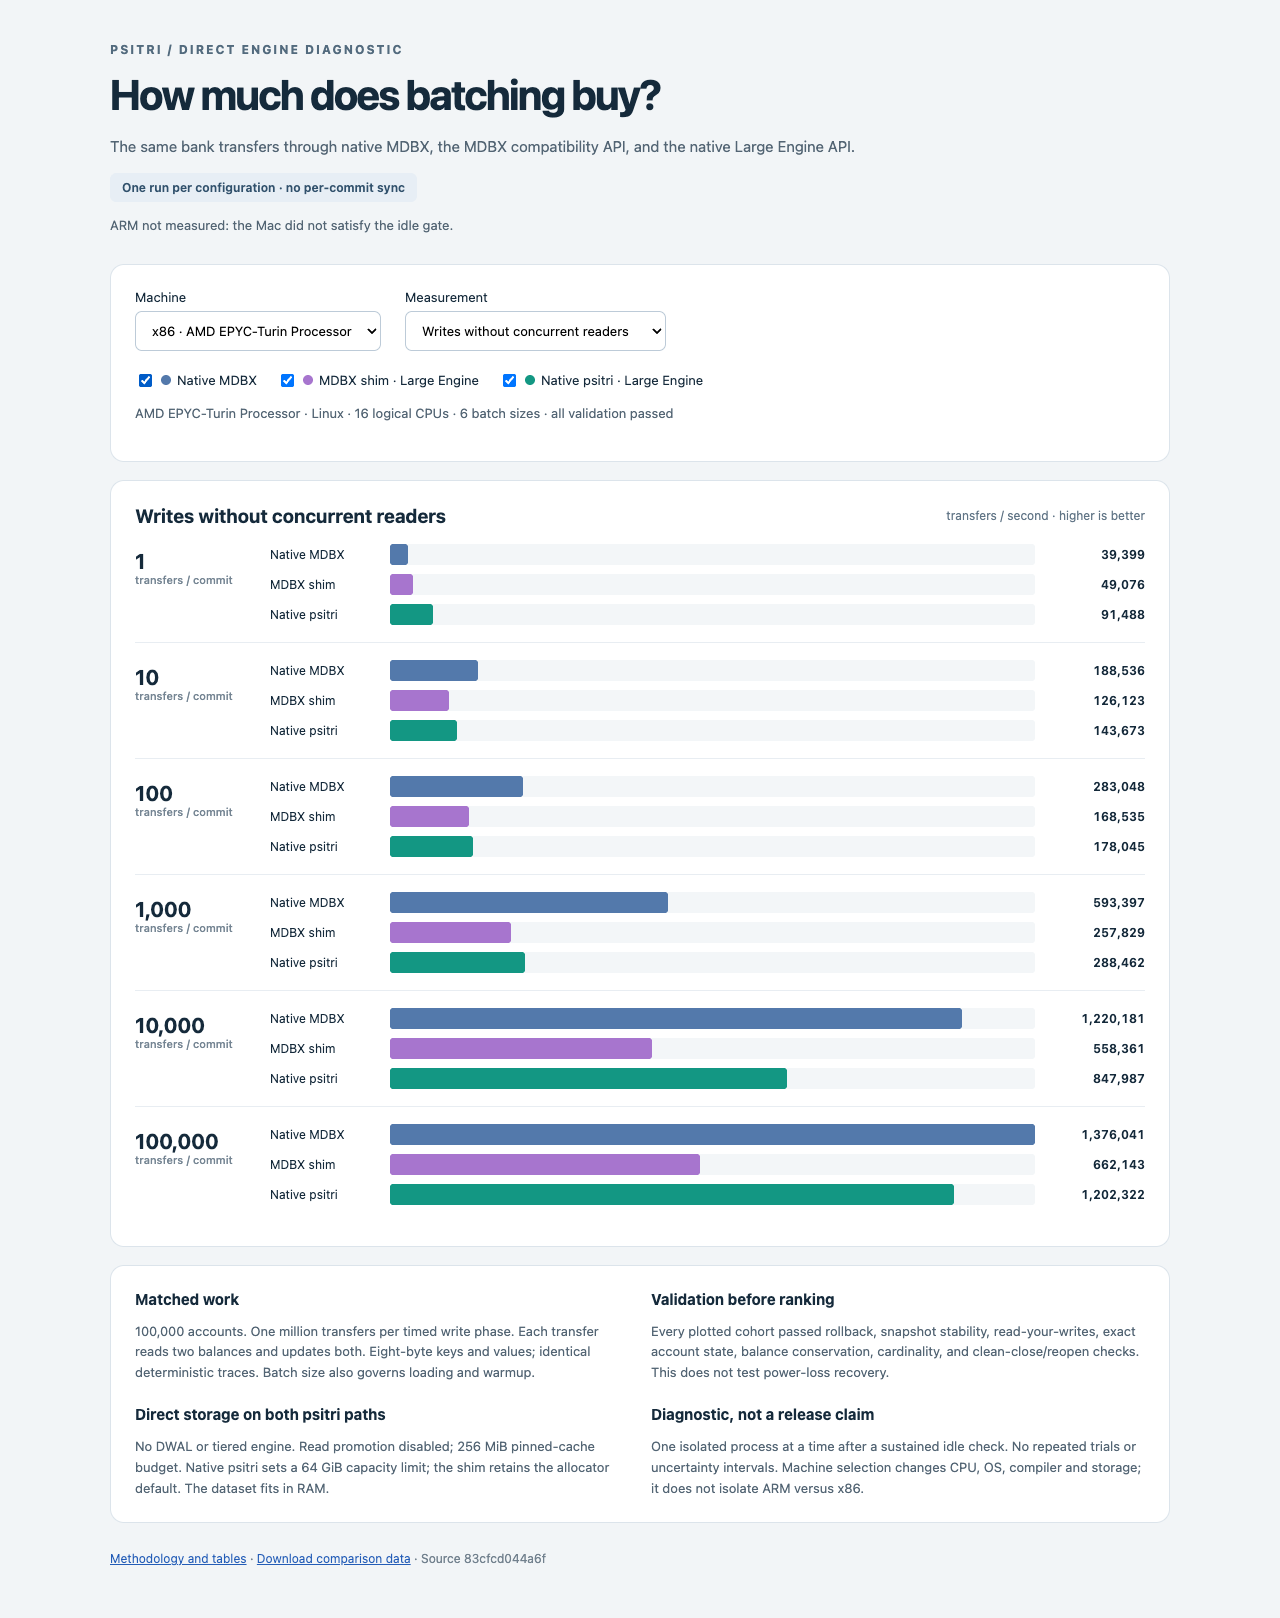 PSITRI / DIRECT ENGINE DIAGNOSTIC
How much does batching buy?
The same bank transfers through native MDBX, the MDBX compatibility API, and the native Large Engine API.
One run per configuration · no per-commit sync
ARM not measured: the Mac did not satisfy the idle gate.
Machine
x86 · AMD EPYC-Turin Processor
Measurement
Writes without concurrent readers
Native MDBX
MDBX shim · Large Engine
Native psitri · Large Engine
AMD EPYC-Turin Processor · Linux · 16 logical CPUs · 6 batch sizes · all validation passed
Writes without concurrent readers
transfers / second · higher is better
1
transfers / commit
Native MDBX 39,399
MDBX shim 49,076
Native psitri 91,488
10
transfers / commit
Native MDBX 188,536
MDBX shim 126,123
Native psitri 143,673
100
transfers / commit
Native MDBX 283,048
MDBX shim 168,535
Native psitri 178,045
1,000
transfers / commit
Native MDBX 593,397
MDBX shim 257,829
Native psitri 288,462
10,000
transfers / commit
Native MDBX 1,220,181
MDBX shim 558,361
Native psitri 847,987
100,000
transfers / commit
Native MDBX 1,376,041
MDBX shim 662,143
Native psitri 1,202,322
Matched work
100,000 accounts. One million transfers per timed write phase. Each transfer
reads two balances and updates both. Eight-byte keys and values; identical
deterministic traces. Batch size also governs loading and warmup.
Validation before ranking
Every plotted cohort passed rollback, snapshot stability, read-your-writes, exact
account state, balance conservation, cardinality, and clean-close/reopen checks.
This does not test power-loss recovery.
Direct storage on both psitri paths
No DWAL or tiered engine. Read promotion disabled; 256 MiB pinned-cache
budget. Native psitri sets a 64 GiB capacity limit; the shim retains the allocator
default. The dataset fits in RAM.
Diagnostic, not a release claim
One isolated process at a time after a sustained idle check. No repeated trials or
uncertainty intervals. Machine selection changes CPU, OS, compiler and storage;
it does not isolate ARM versus x86.
Methodology and tables · Download comparison data · Source 83cfcd044a6f